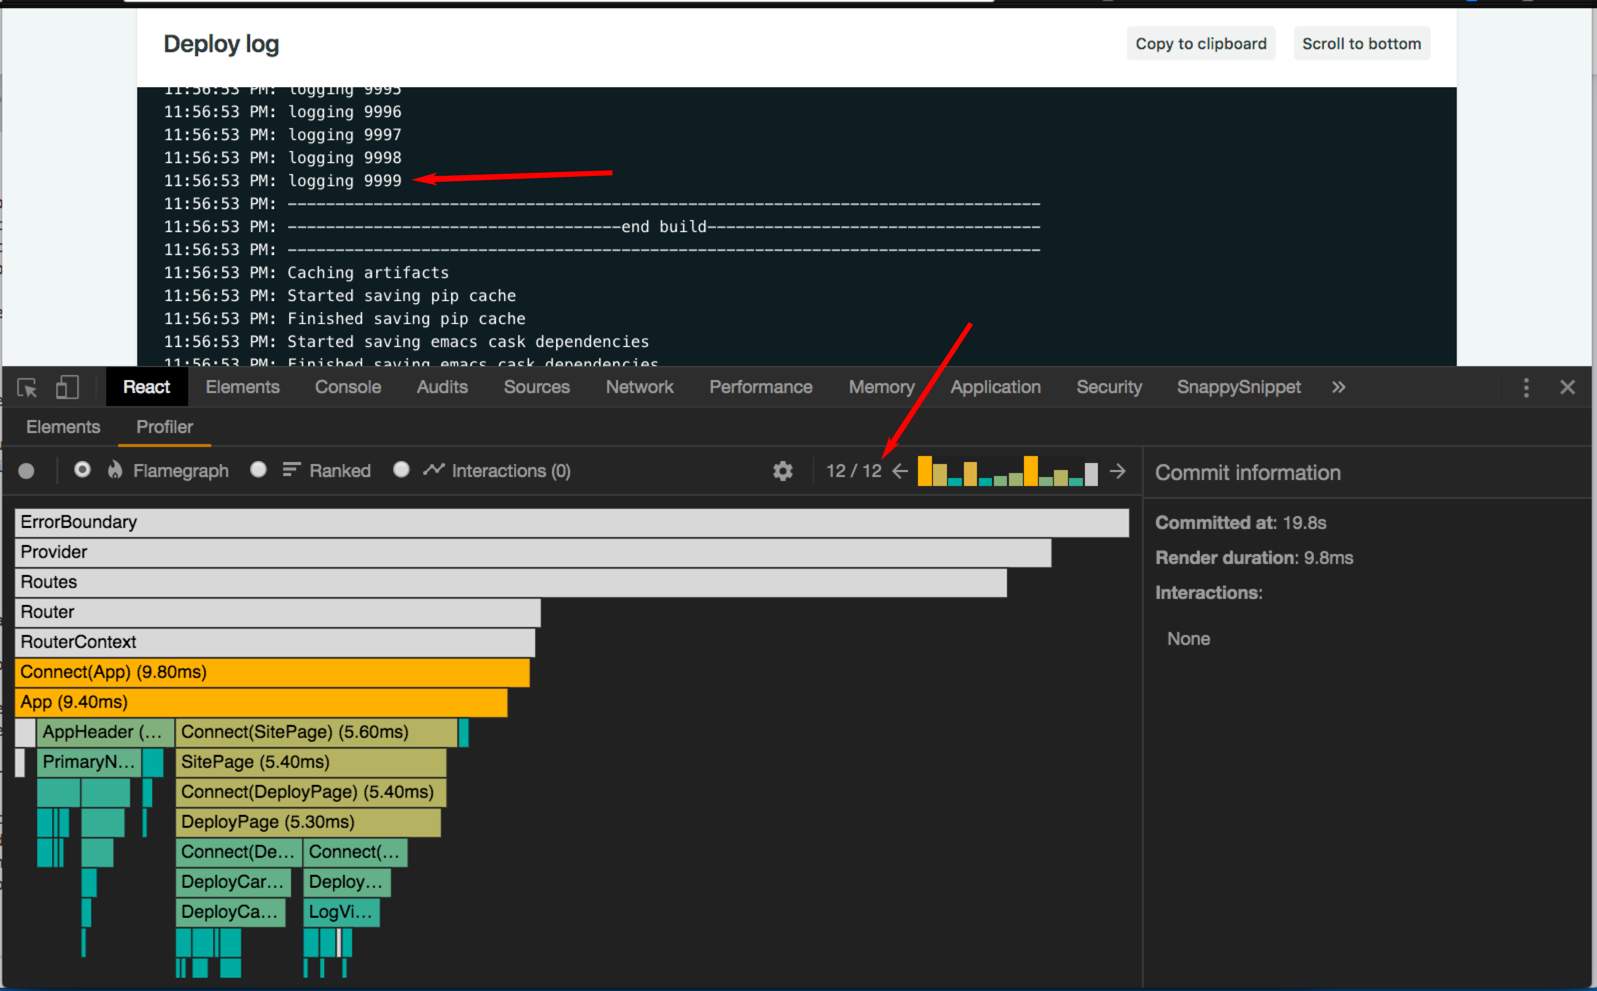 Deploy log
Copy to clipboard
Scroll to bottom
11:56:53 PM: logging 9995
11:56:53 PM: logging 9996
11:56:53 PM: logging 9997
11:56:53 PM: logging 9998
11:56:53 PM: logging 9999
11:56:53 PM: -------------------------------------------------------------------------------
11:56:53 PM: -----------------------------------end build-----------------------------------
11:56:53 PM: -------------------------------------------------------------------------------
11:56:53 PM: Caching artifacts
11:56:53 PM: Started saving pip cache
11:56:53 PM: Finished saving pip cache
11:56:53 PM: Started saving emacs cask dependencies
11:56:53 PM: Finished saving emacs cask dependencies
React Elements Console Audits Sources Network Performance Memory Application Security SnappySnippet »
Elements Profiler
Flamegraph Ranked Interactions (0) 12 / 12
Commit information
Committed at: 19.8s
Render duration: 9.8ms
Interactions:
None
ErrorBoundary
Provider
Routes
Router
RouterContext
Connect(App) (9.80ms)
App (9.40ms)
AppHeader (... Connect(SitePage) (5.60ms)
PrimaryN... SitePage (5.40ms)
Connect(DeployPage) (5.40ms)
DeployPage (5.30ms)
Connect(De... Connect(...
DeployCar... Deploy...
DeployCa... LogVi...